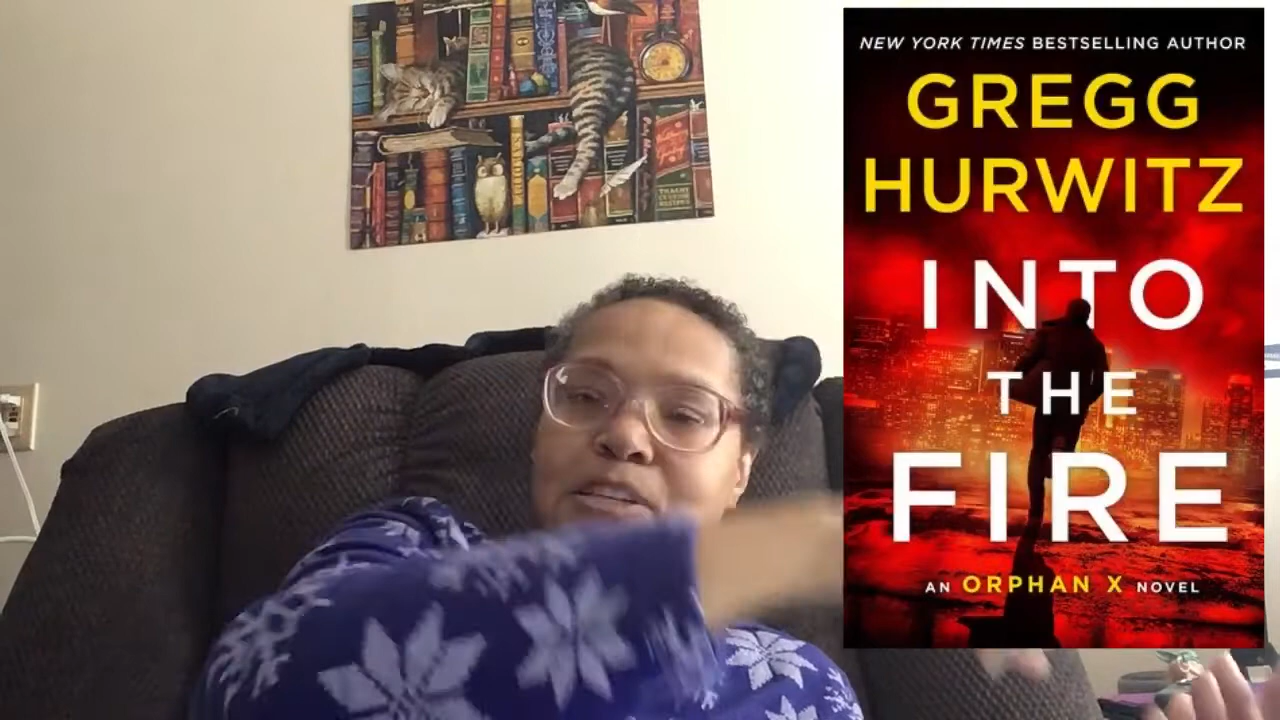 NEW YORK TIMES BESTSELLING AUTHOR
GREGG
HURWITZ
INTO
THE
FIRE
AN ORPHAN X NOVEL